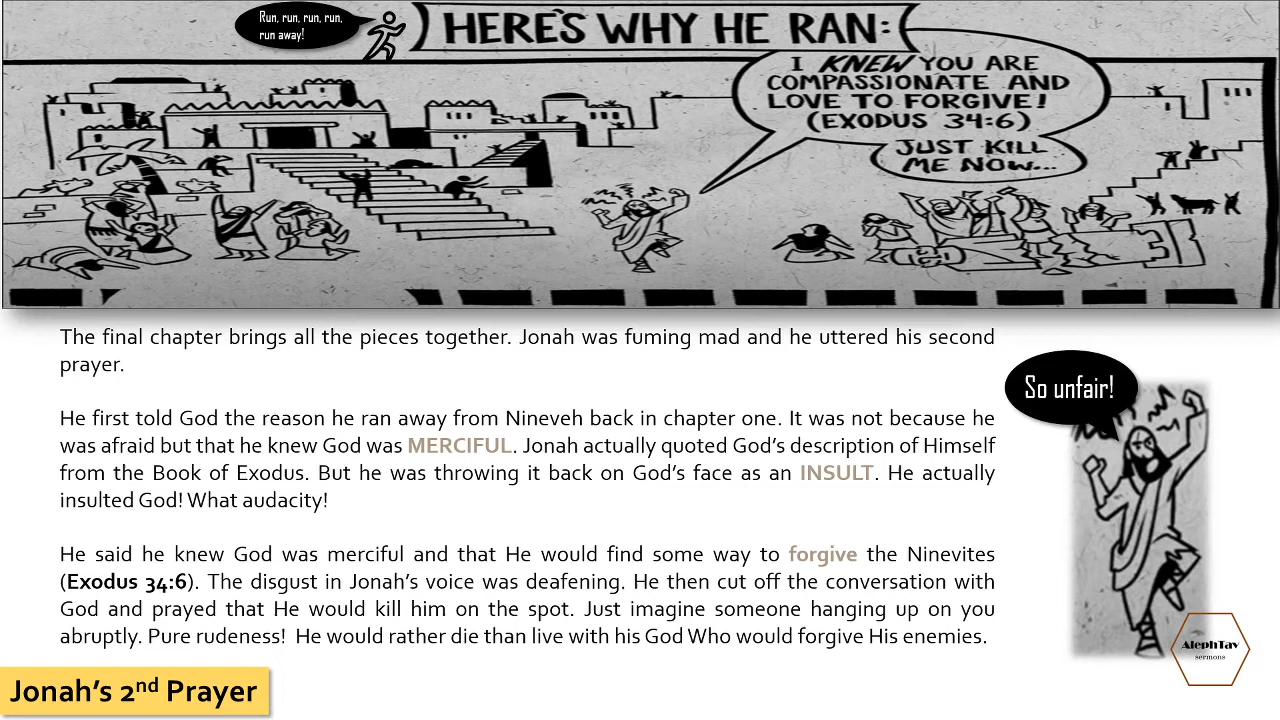 Run, run, run, run,
run away!
HERE'S WHY HE RAN:
I KNEW YOU ARE
COMPASSIONATE AND
LOVE TO FORGIVE!
(EXODUS 34:6)
JUST KILL
ME NOW...
The final chapter brings all the pieces together. Jonah was fuming mad and he uttered his second
prayer.
He first told God the reason he ran away from Nineveh back in chapter one. It was not because he
was afraid but that he knew God was MERCIFUL. Jonah actually quoted God's description of Himself
from the Book of Exodus. But he was throwing it back on God's face as an INSULT. He actually
insulted God! What audacity!
He said he knew God was merciful and that He would find some way to forgive the Ninevites
(Exodus 34:6). The disgust in Jonah's voice was deafening. He then cut off the conversation with
God and prayed that He would kill him on the spot. Just imagine someone hanging up on you
abruptly. Pure rudeness! He would rather die than live with his God Who would forgive His enemies.
So unfair!
AlephTav
sermons
Jonah's 2nd Prayer